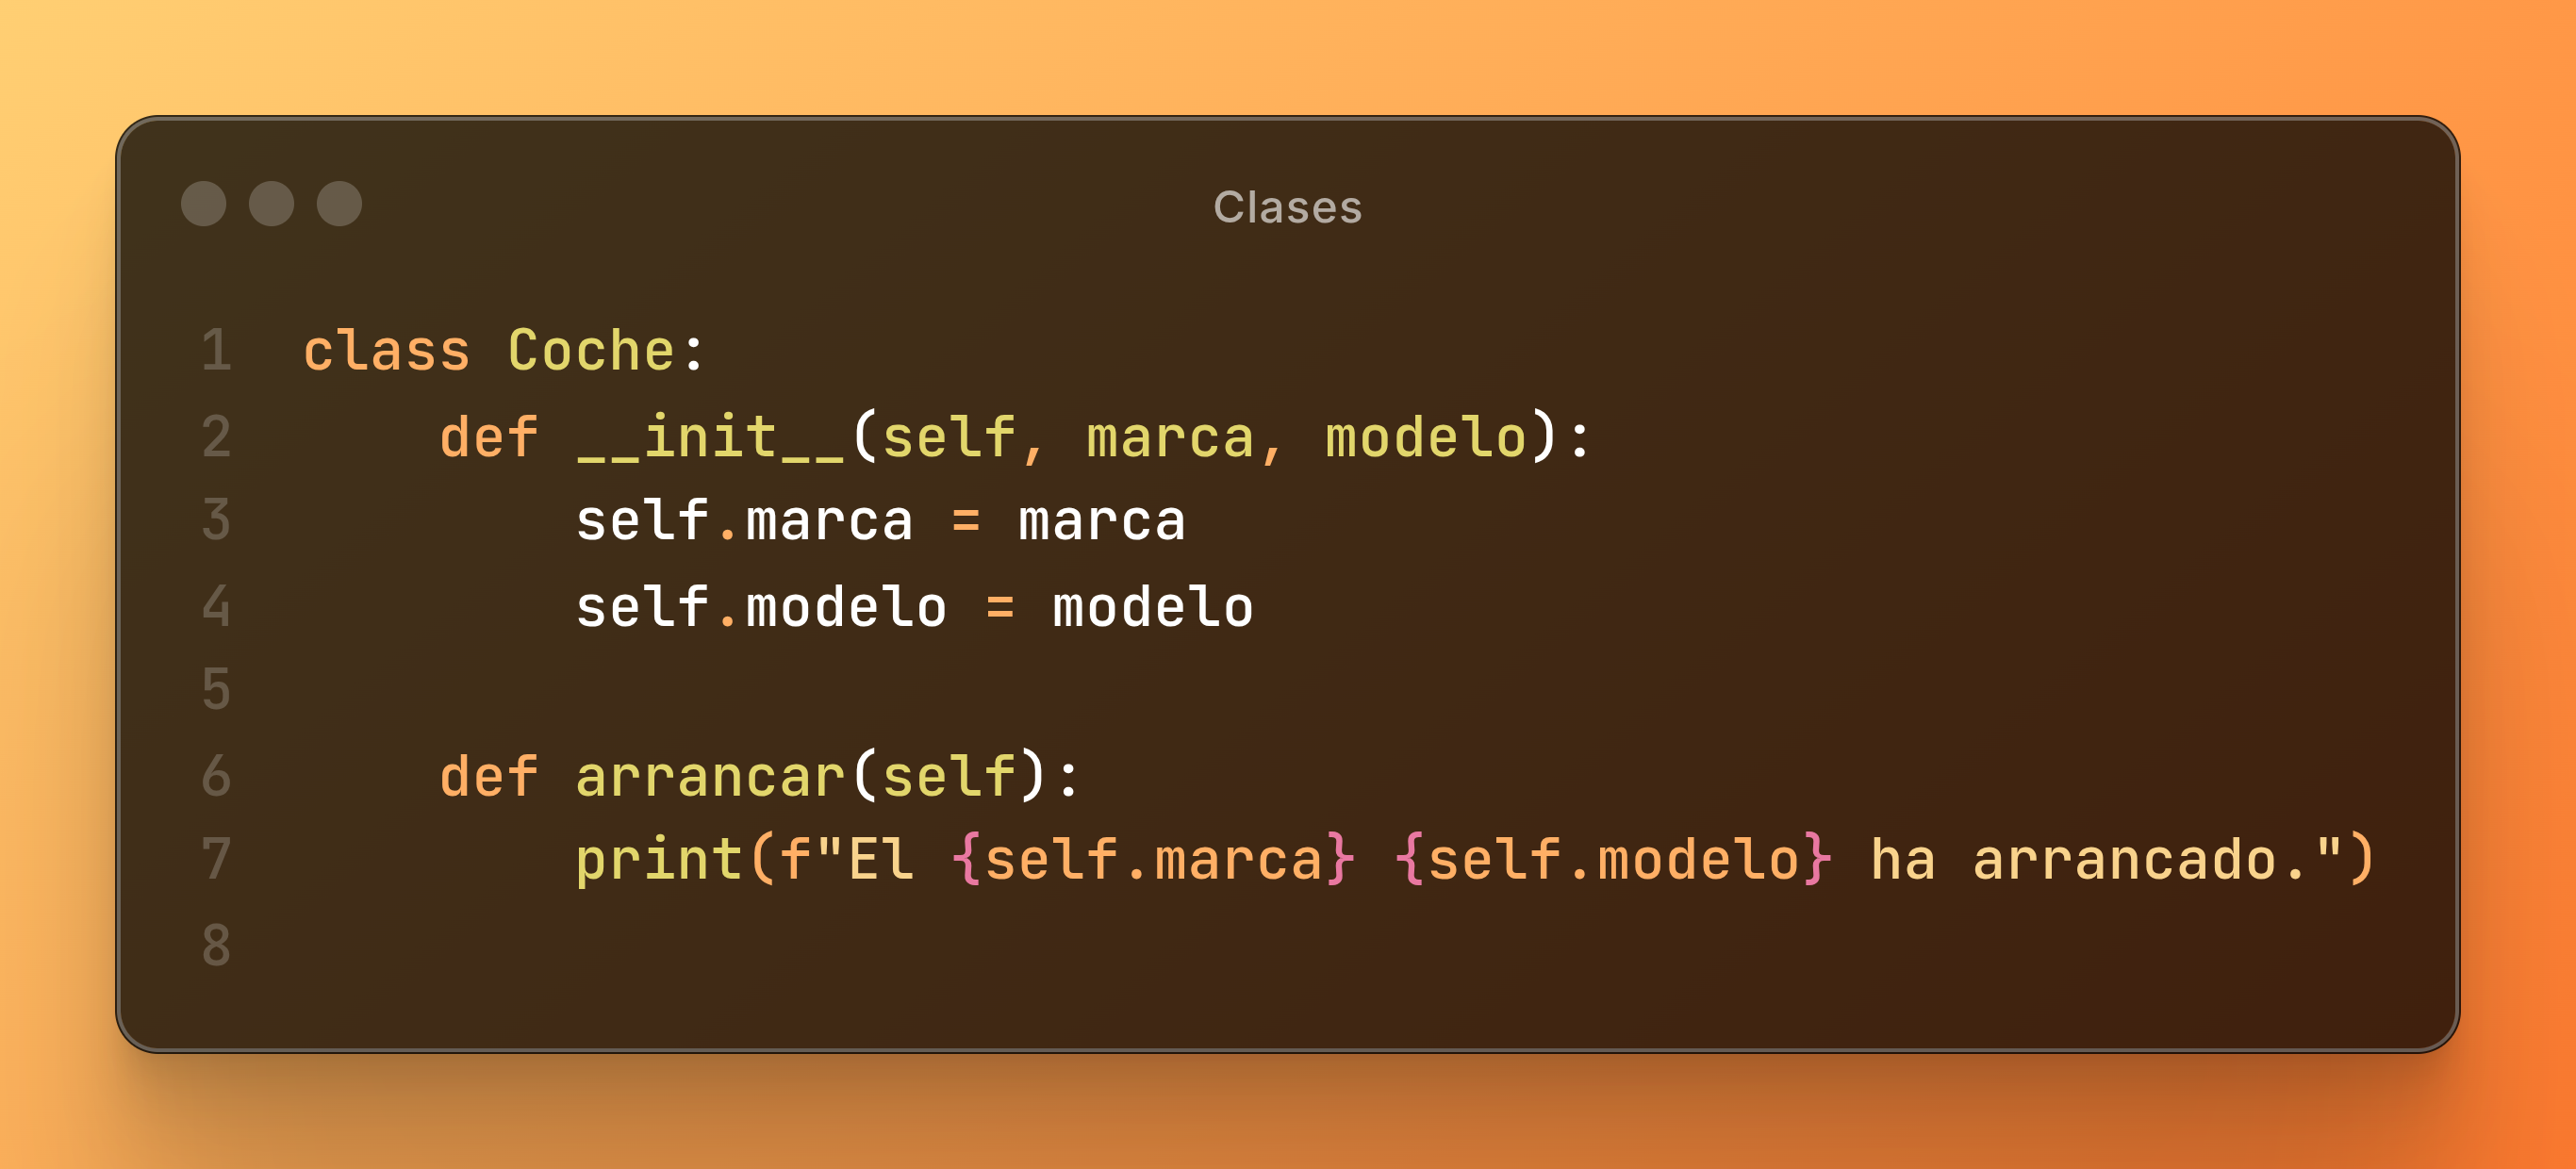 Clases
1 class Coche:
2     def __init__(self, marca, modelo):
3         self.marca = marca
4         self.modelo = modelo
5
6     def arrancar(self):
7         print(f"El {self.marca} {self.modelo} ha arrancado.")
8